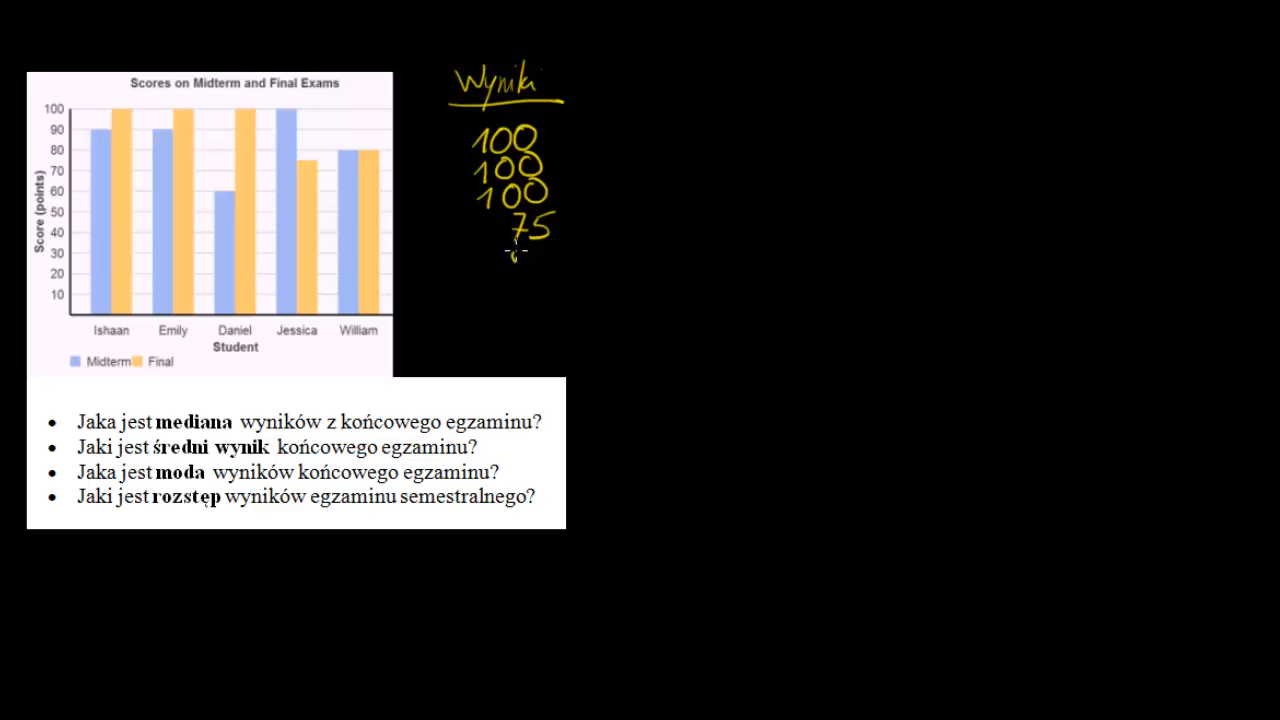 Scores on Midterm and Final Exams
100
90
80
70
60
50
40
30
20
10
Score (points)
Ishaan Emily Daniel Jessica William
Student
Midterm Final
Wyniki
100
100
100
75
• Jaka jest mediana wyników z końcowego egzaminu?
• Jaki jest średni wynik końcowego egzaminu?
• Jaka jest moda wyników końcowego egzaminu?
• Jaki jest rozstęp wyników egzaminu semestralnego?